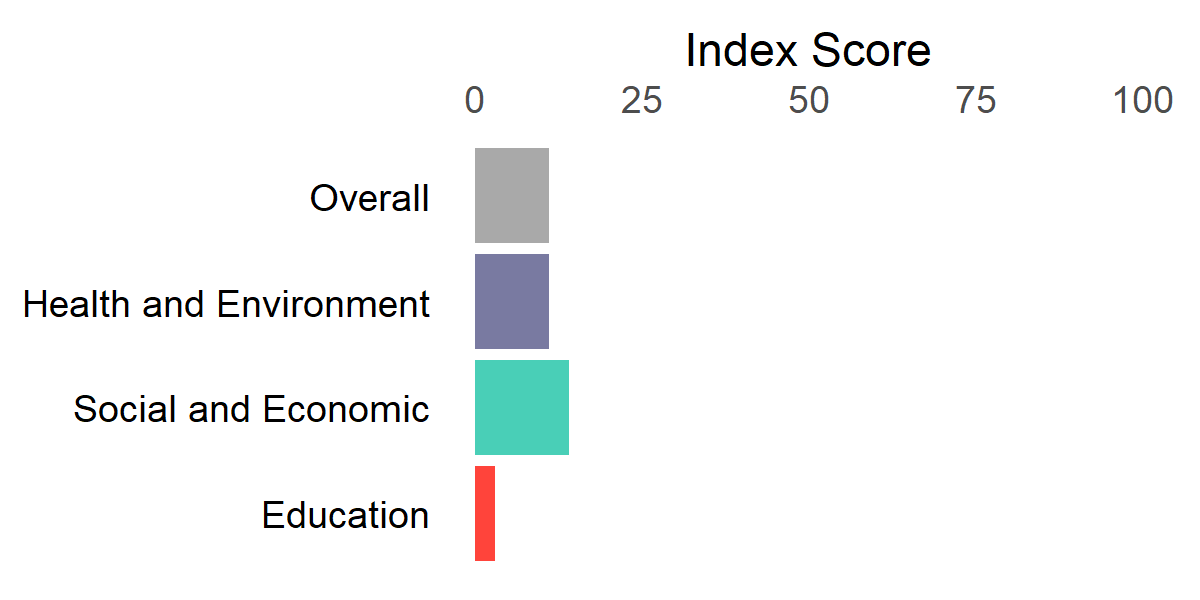 Index Score
0 25 50 75 100
Overall
Health and Environment
Social and Economic
Education